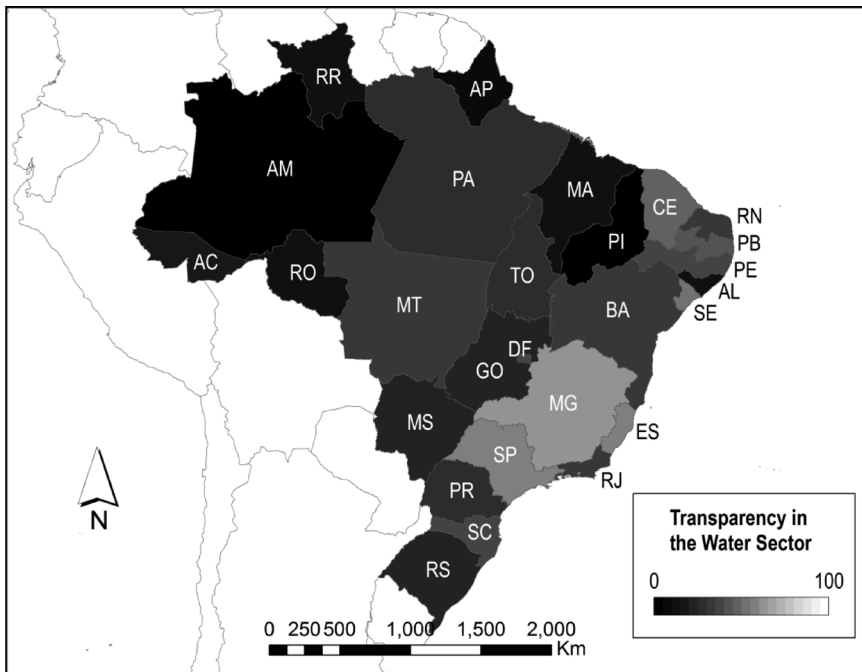 RR
AP
AM
PA
MA
CE
RN
PI
PB
AC
RO
TO
PE
AL
MT
BA
SE
DF
GO
MG
MS
ES
SP
RJ
PR
N
SC
RS
Transparency in
the Water Sector
0 100
0 250 500 1,000 1,500 2,000
Km